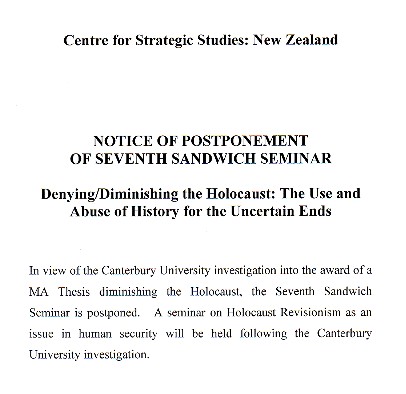 Centre for Strategic Studies: New Zealand
NOTICE OF POSTPONEMENT
OF SEVENTH SANDWICH SEMINAR
Denying/Diminishing the Holocaust: The Use and
Abuse of History for the Uncertain Ends
In view of the Canterbury University investigation into the award of a
MA Thesis diminishing the Holocaust, the Seventh Sandwich
Seminar is postponed. A seminar on Holocaust Revisionism as an
issue in human security will be held following the Canterbury
University investigation.